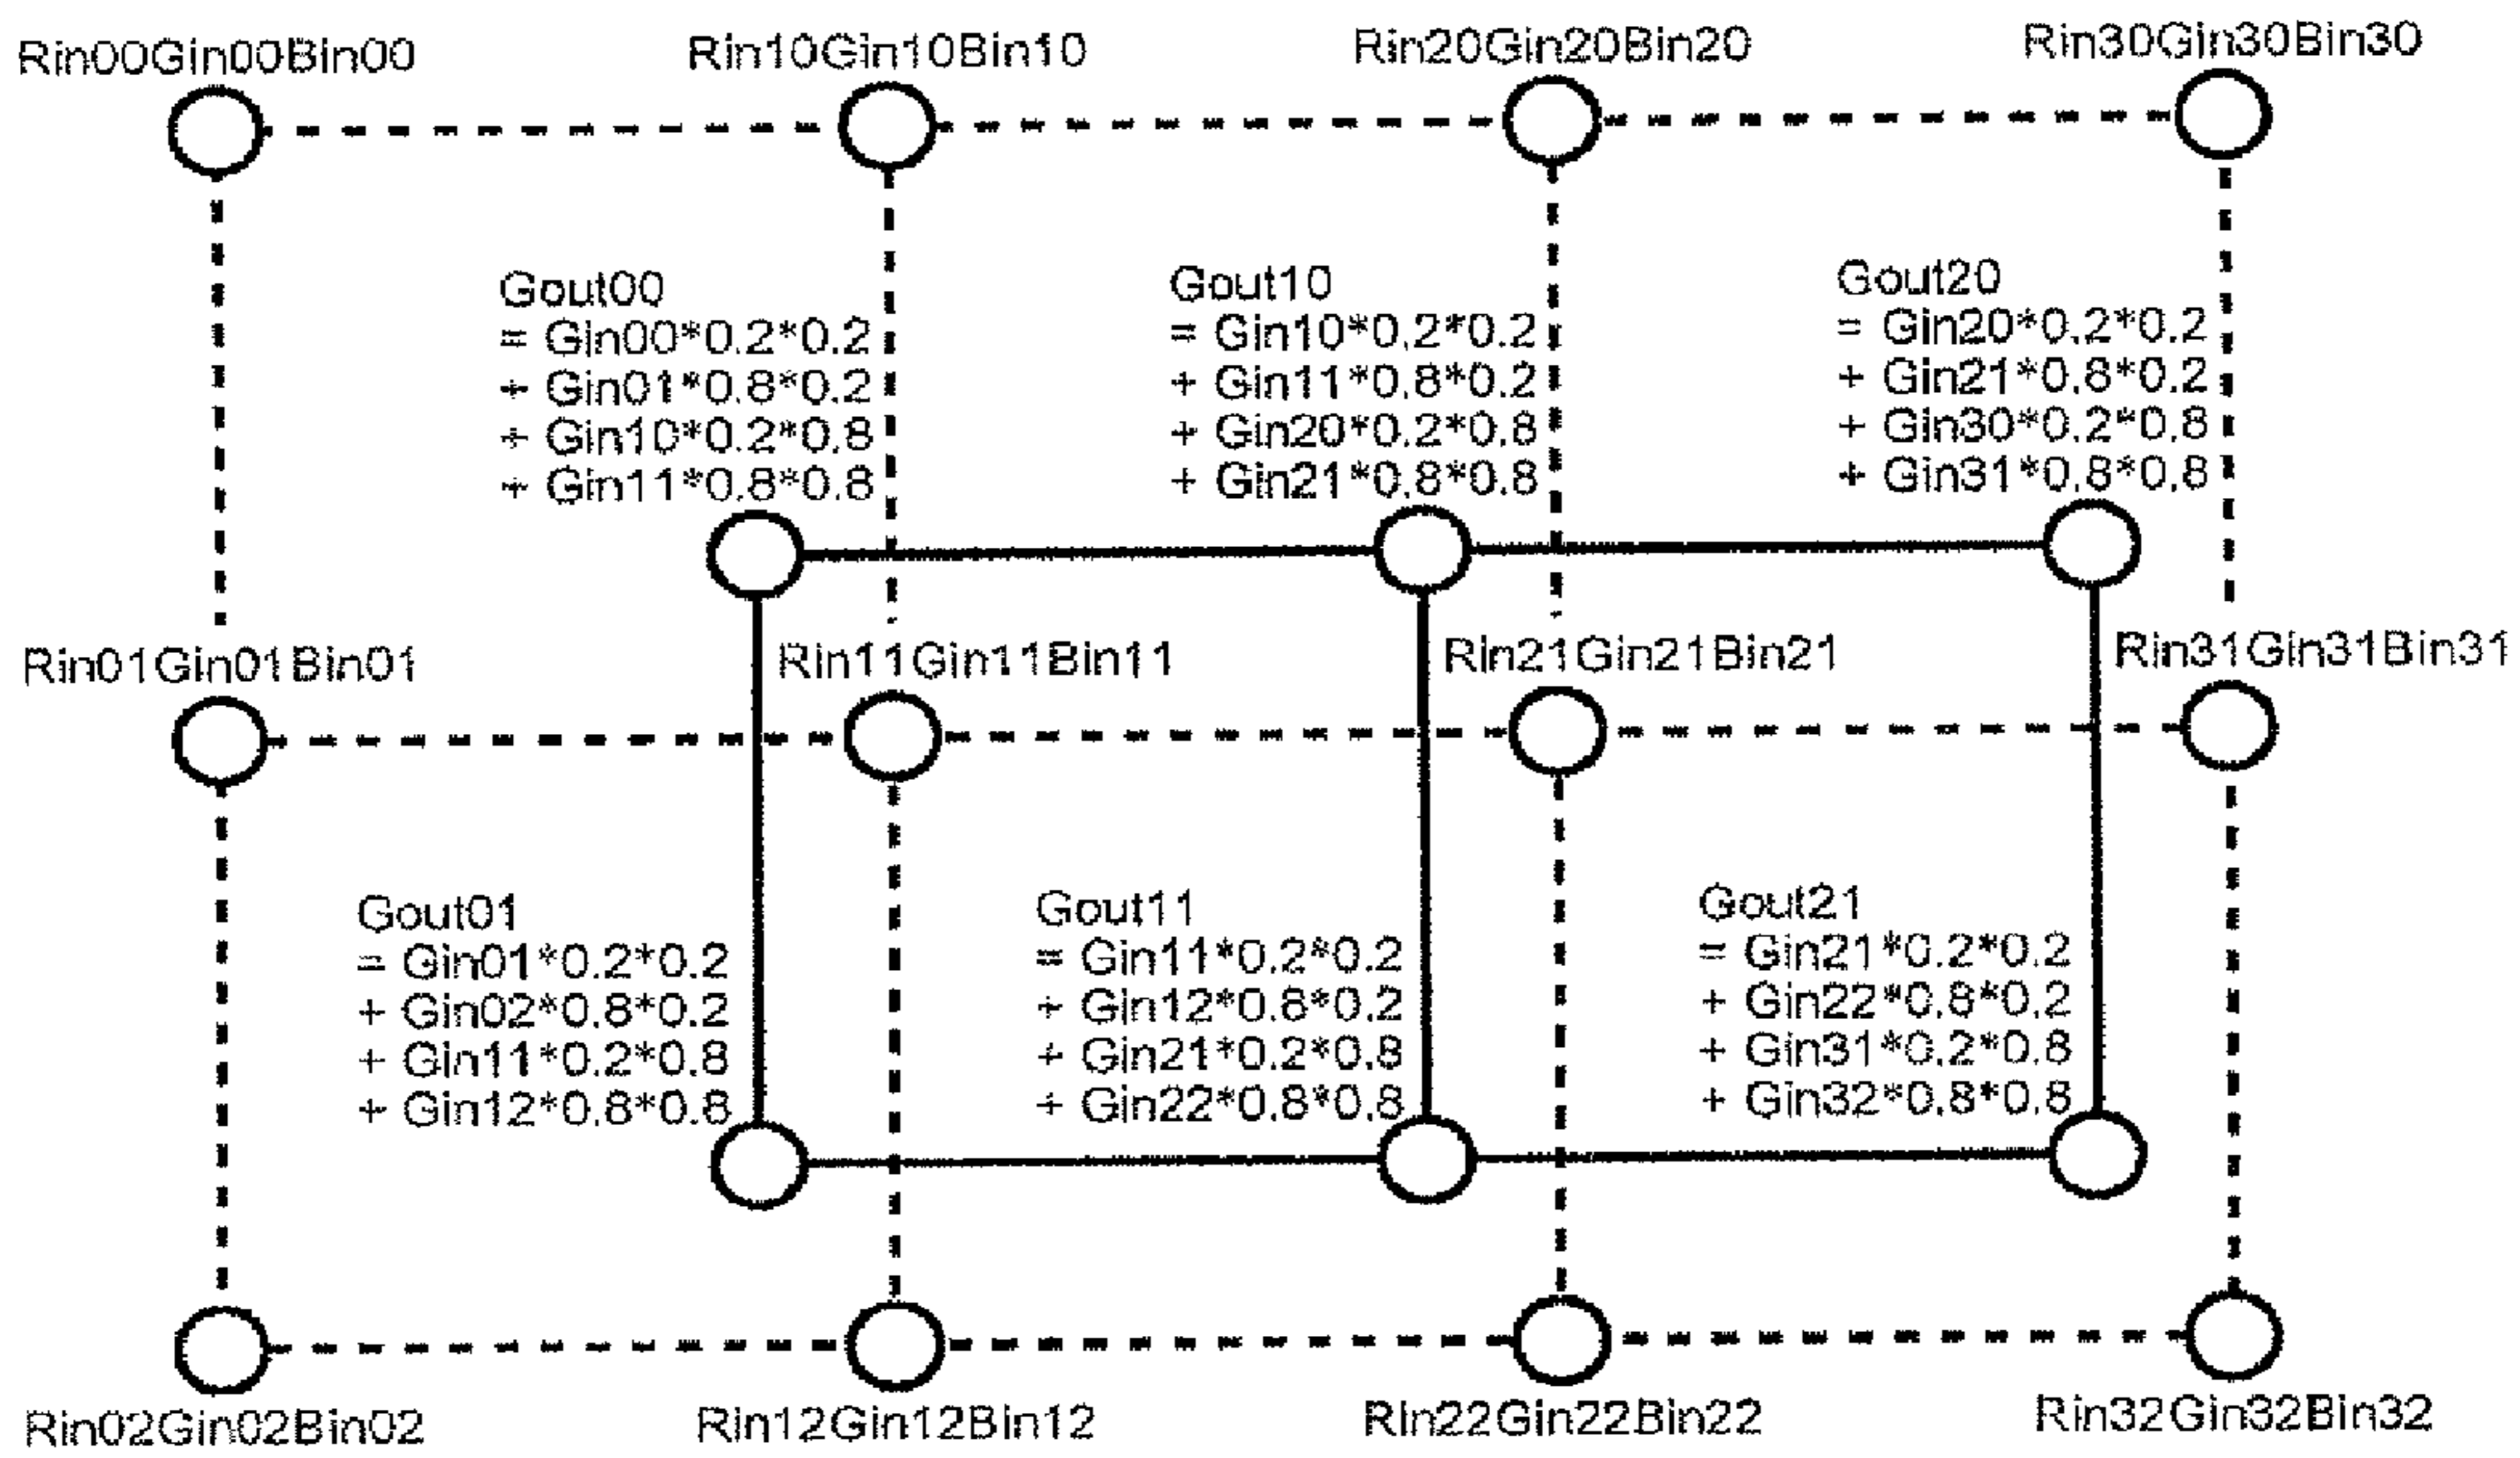 Rin00Gin00Bin00
Rin10Gin10Bin10
Rin20Gin20Bin20
Rin30Gin30Bin30
Gout00
= Gin00*0.2*0.2
+ Gin01*0.8*0.2
+ Gin10*0.2*0.8
+ Gin11*0.8*0.8
Gout10
= Gin10*0.2*0.2
+ Gin11*0.8*0.2
+ Gin20*0.2*0.8
+ Gin21*0.8*0.8
Gout20
= Gin20*0.2*0.2
+ Gin21*0.8*0.2
+ Gin30*0.2*0.8
+ Gin31*0.8*0.8
Rin01Gin01Bin01
Rin11Gin11Bin11
Rin21Gin21Bin21
Rin31Gin31Bin31
Gout01
= Gin01*0.2*0.2
+ Gin02*0.8*0.2
+ Gin11*0.2*0.8
+ Gin12*0.8*0.8
Gout11
= Gin11*0.2*0.2
+ Gin12*0.8*0.2
+ Gin21*0.2*0.8
+ Gin22*0.8*0.8
Gout21
= Gin21*0.2*0.2
+ Gin22*0.8*0.2
+ Gin31*0.2*0.8
+ Gin32*0.8*0.8
Rin02Gin02Bin02
Rin12Gin12Bin12
Rin22Gin22Bin22
Rin32Gin32Bin32